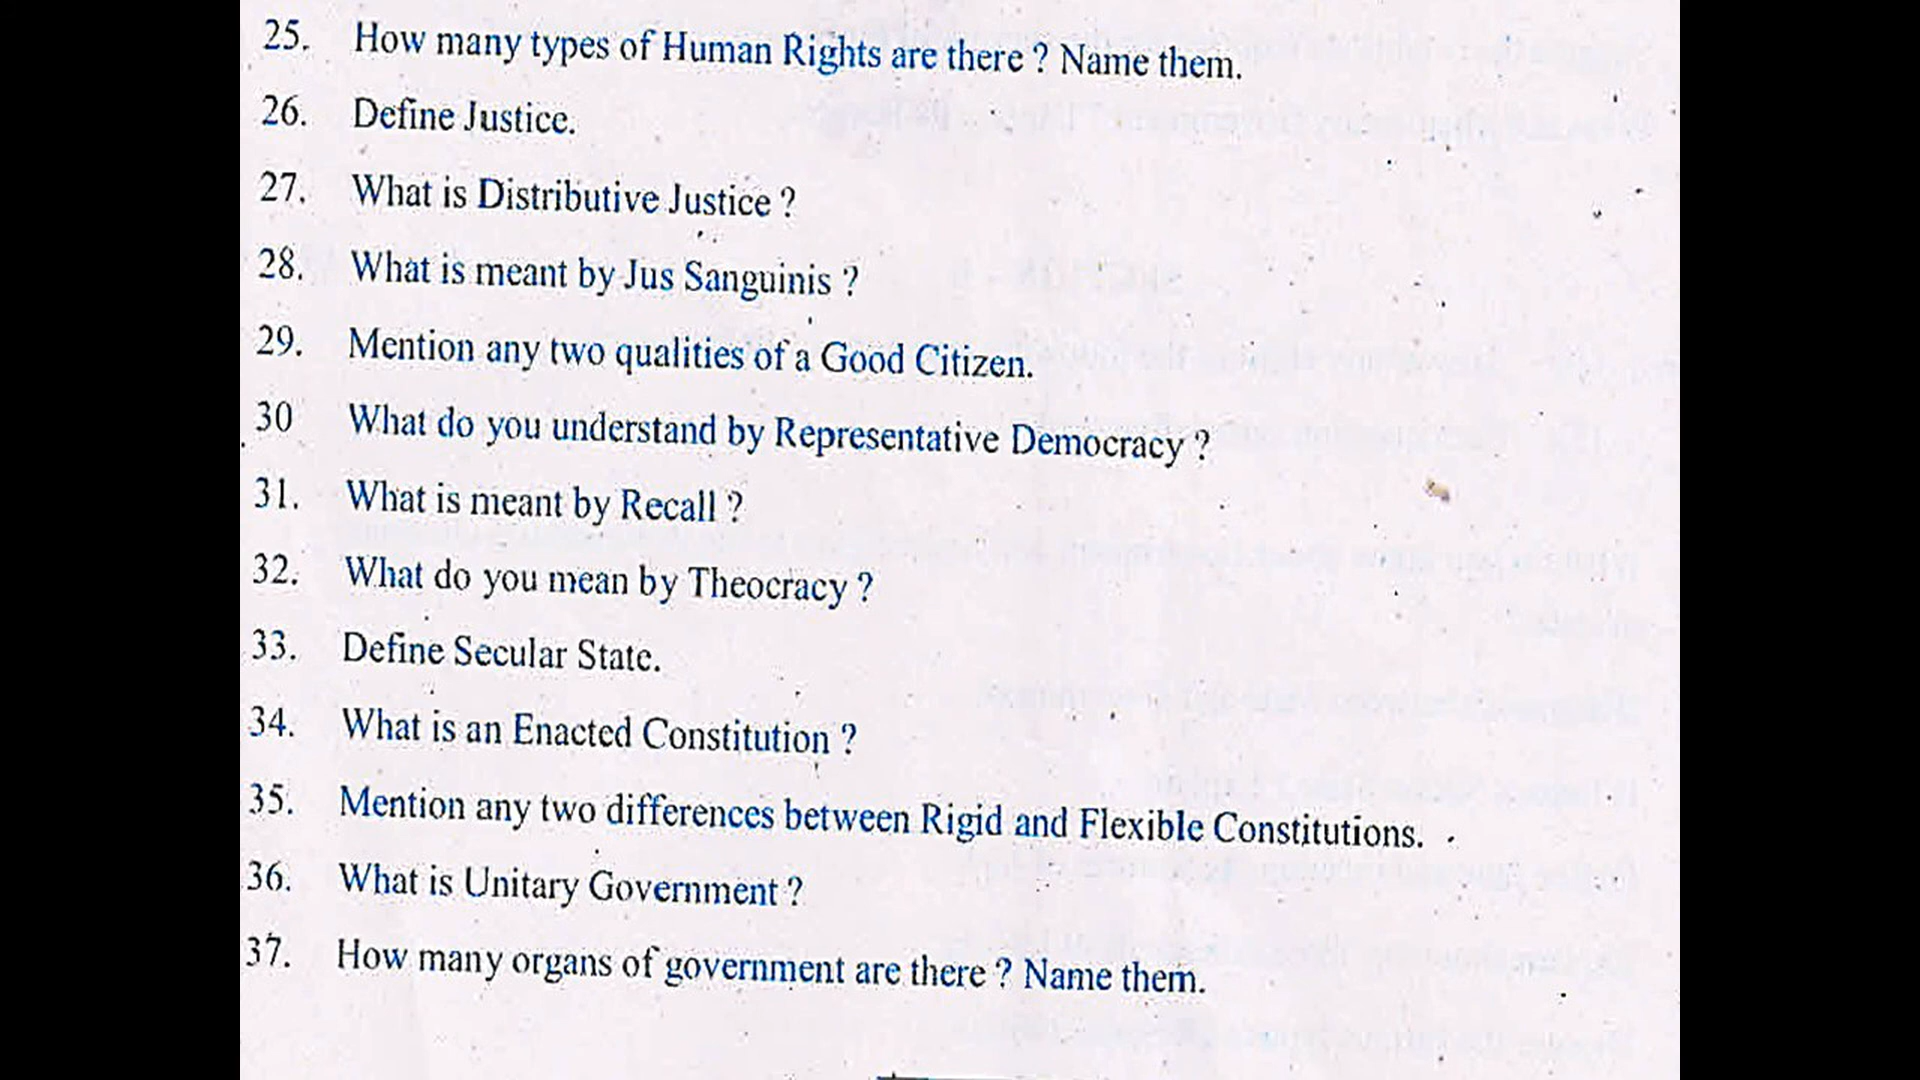 25. How many types of Human Rights are there ? Name them.
26. Define Justice.
27. What is Distributive Justice ?
28. What is meant by Jus Sanguinis ?
29. Mention any two qualities of a Good Citizen.
30 What do you understand by Representative Democracy ?
31. What is meant by Recall ?
32. What do you mean by Theocracy ?
33. Define Secular State.
34. What is an Enacted Constitution ?
35. Mention any two differences between Rigid and Flexible Constitutions.
36. What is Unitary Government ?
37. How many organs of government are there ? Name them.